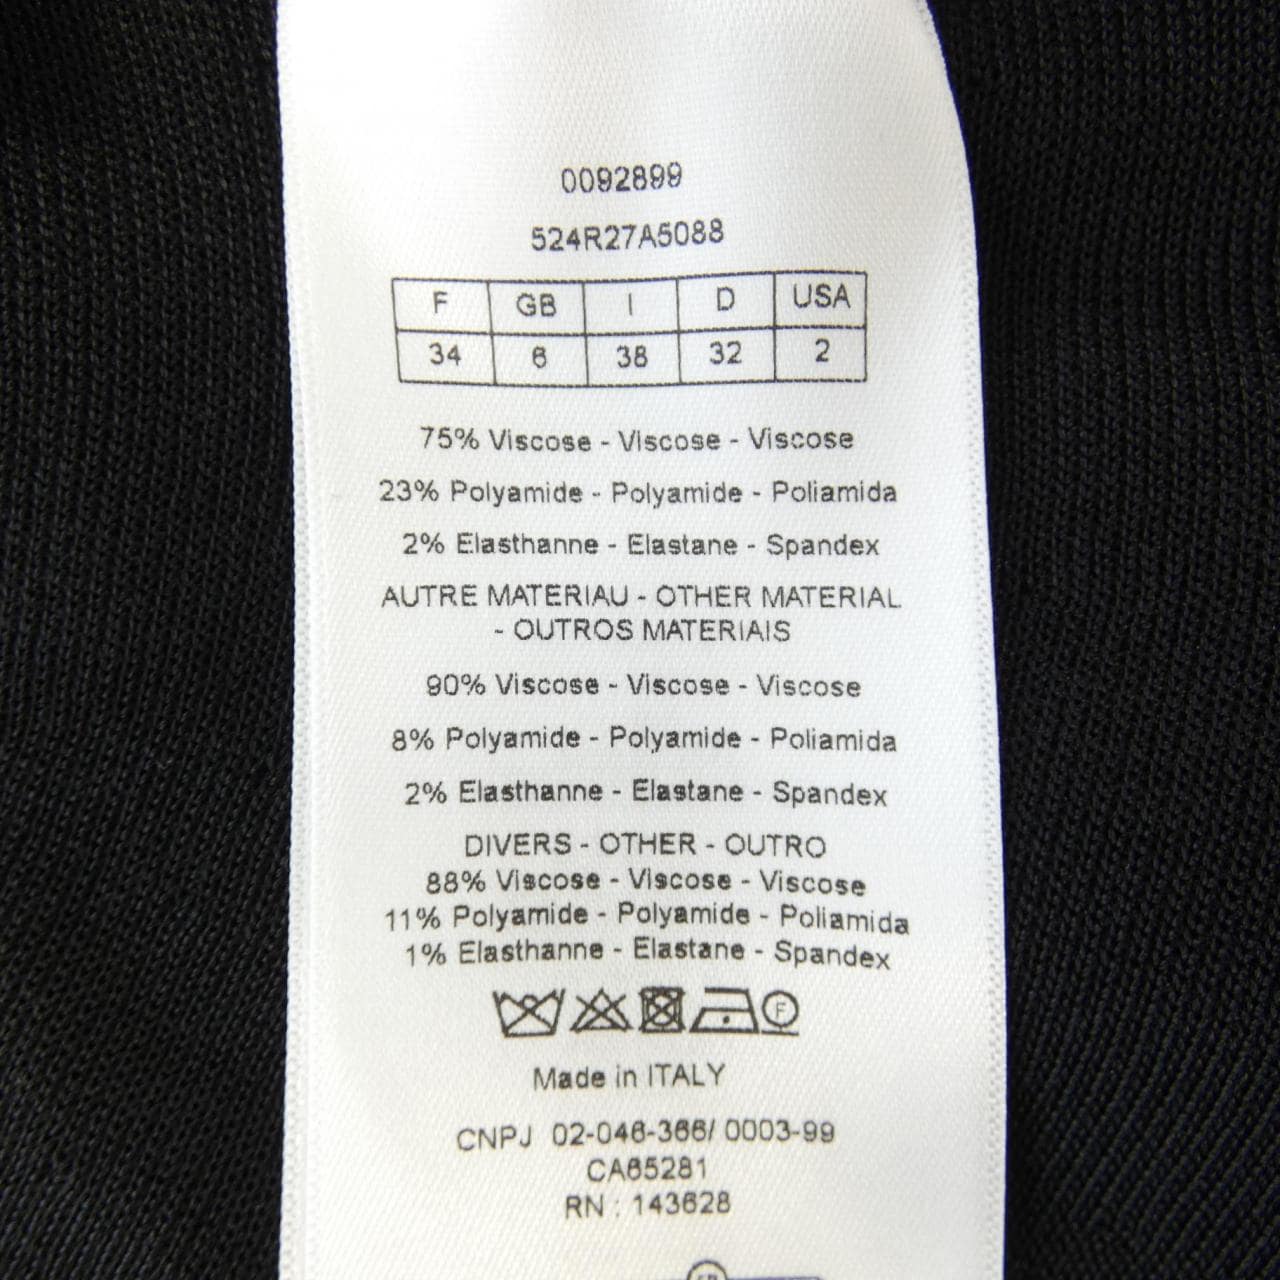 0092899
524R27A5088
F GB I D USA
34 6 38 32 2
75% Viscose - Viscose - Viscose
23% Polyamide - Polyamide - Poliamida
2% Elasthanne - Elastane - Spandex
AUTRE MATERIAU - OTHER MATERIAL
- OUTROS MATERIAIS
90% Viscose - Viscose - Viscose
8% Polyamide - Polyamide - Poliamida
2% Elasthanne - Elastane - Spandex
DIVERS - OTHER - OUTRO
88% Viscose - Viscose - Viscose
11% Polyamide - Polyamide - Poliamida
1% Elasthanne - Elastane - Spandex
F
Made in ITALY
CNPJ 02-046-366/ 0003-99
CA65281
RN : 143628